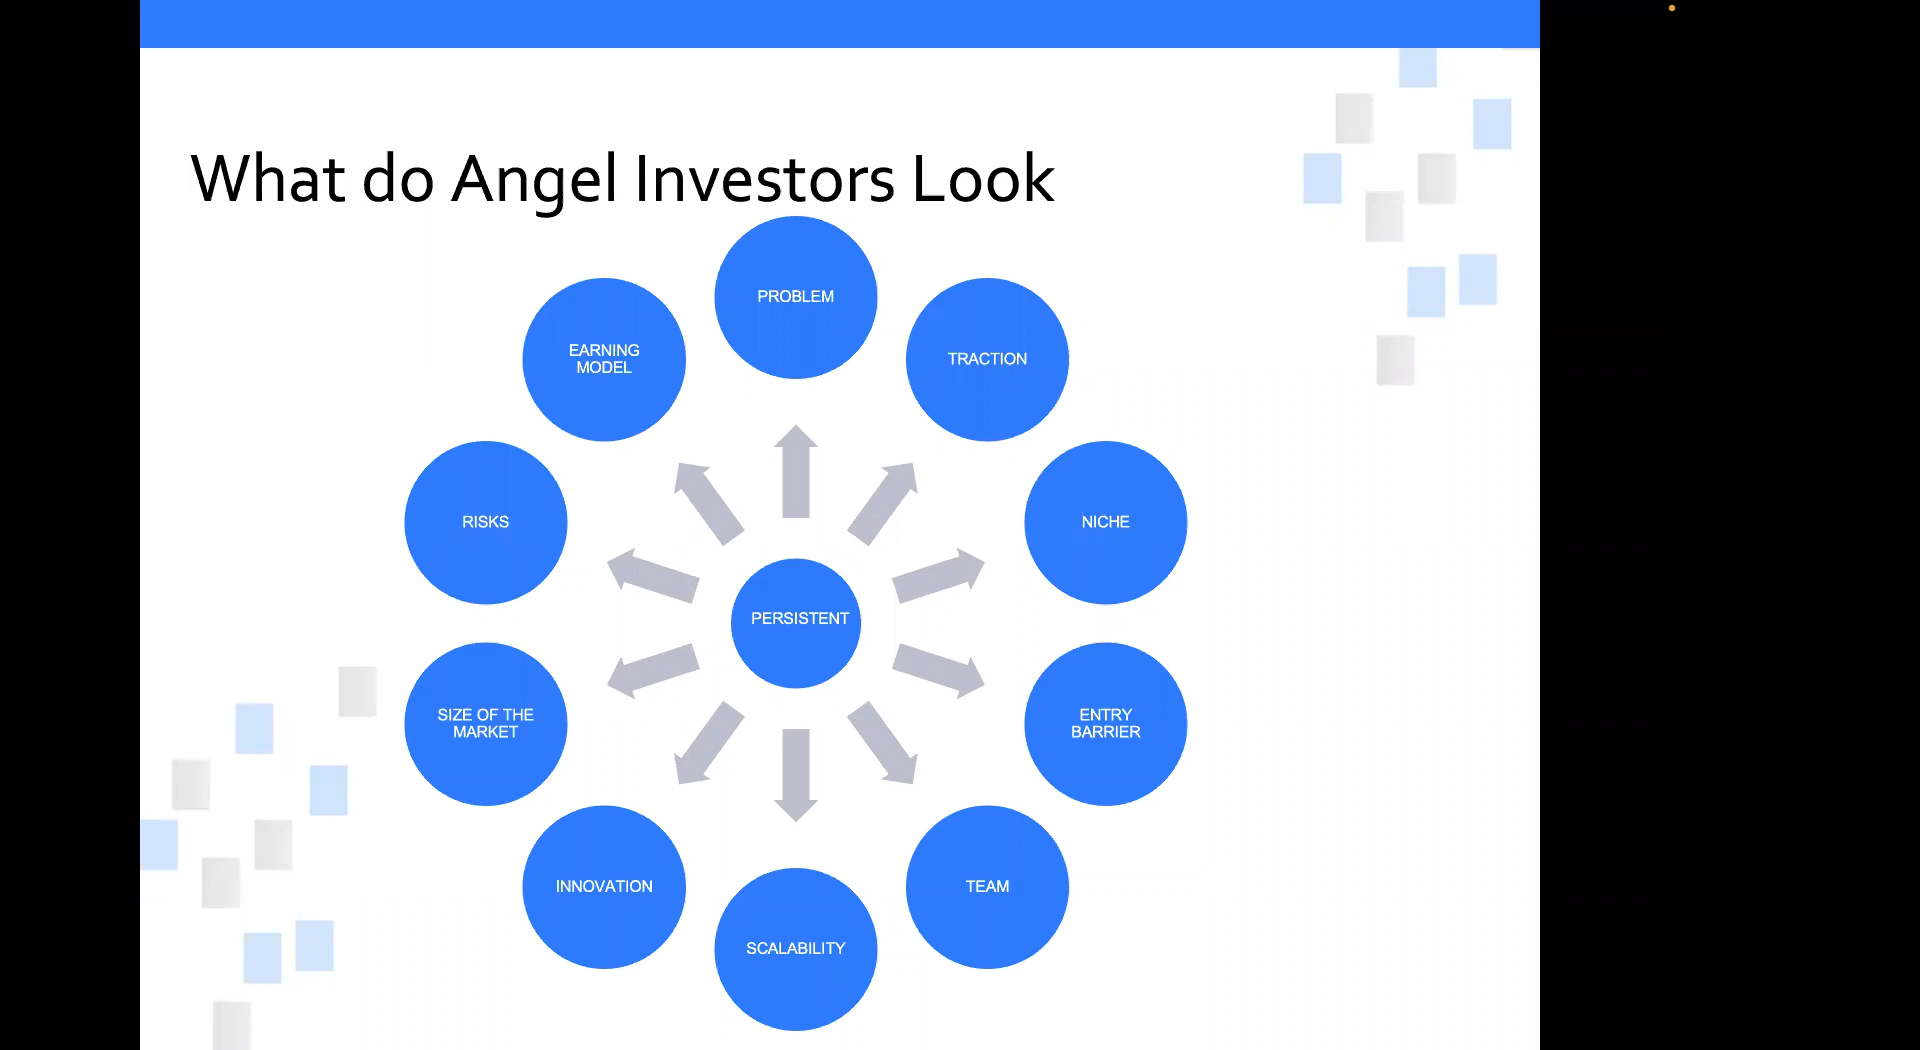 What do Angel Investors Look
PROBLEM
EARNING
MODEL
TRACTION
RISKS
NICHE
PERSISTENT
SIZE OF THE
MARKET
ENTRY
BARRIER
INNOVATION
TEAM
SCALABILITY